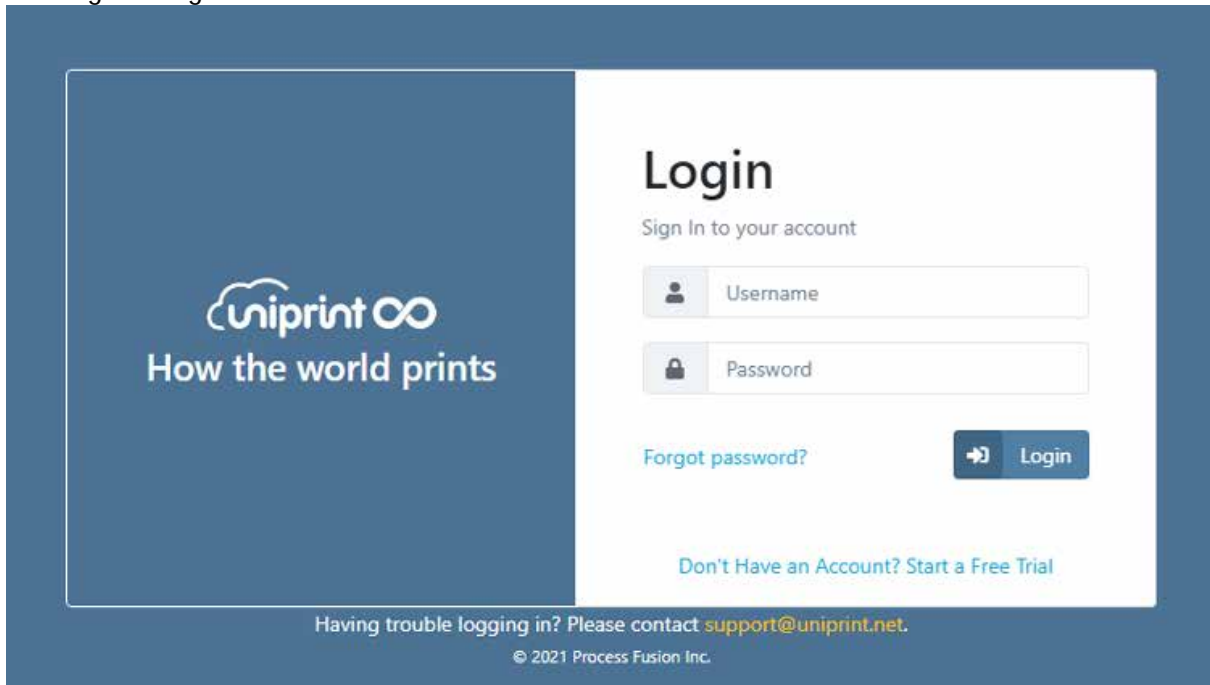 uniprint
How the world prints
Login
Sign In to your account
Username
Password
Forgot password?
Login
Don't Have an Account? Start a Free Trial
Having trouble logging in? Please contact support@uniprint.net.
© 2021 Process Fusion Inc.